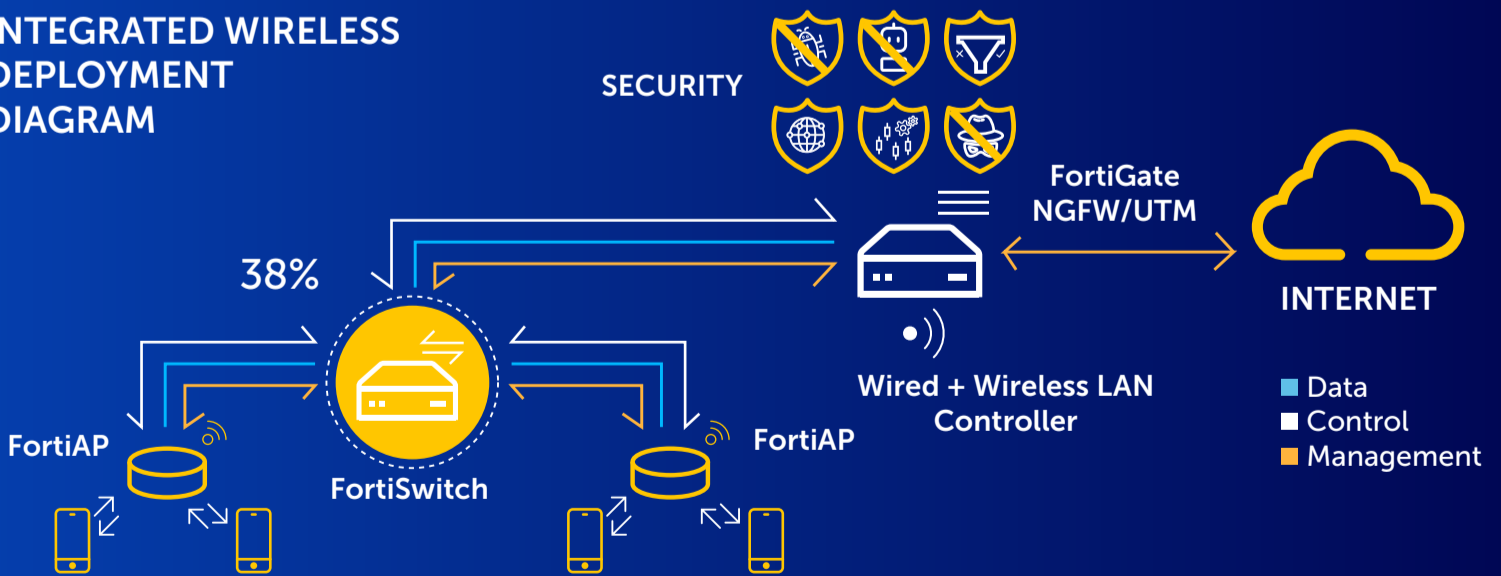 INTEGRATED WIRELESS
DEPLOYMENT
DIAGRAM
SECURITY
FortiGate
NGFW/UTM
38%
INTERNET
Wired + Wireless LAN
Controller
Data
Control
Management
FortiAP
FortiSwitch
FortiAP